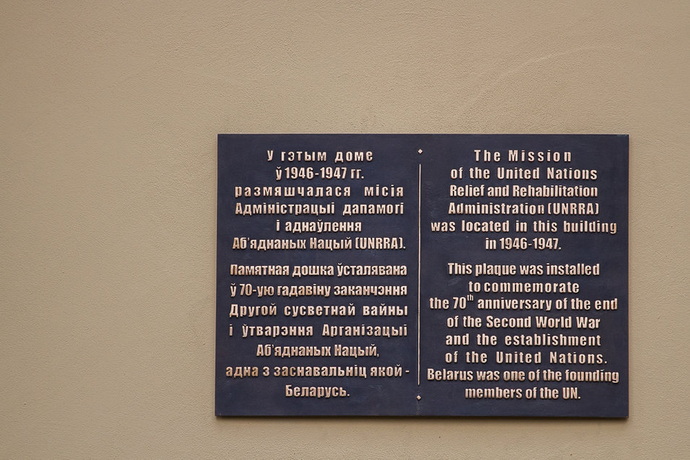 У гэтым доме
ў 1946-1947 гг.
размяшчалася місія
Адміністрацыі дапамогі
і аднаўлення
Аб'яднаных Нацый (UNRRA).
Памятная дошка ўсталявана
ў 70-ую гадавіну заканчэння
Другой сусветнай вайны
і ўтварэння Арганізацыі
Аб'яднаных Нацый,
адна з заснавальніц якой -
Беларусь.
The Mission
of the United Nations
Relief and Rehabilitation
Administration (UNRRA)
was located in this building
in 1946-1947.
This plaque was installed
to commemorate
the 70th anniversary of the end
of the Second World War
and the establishment
of the United Nations.
Belarus was one of the founding
members of the UN.